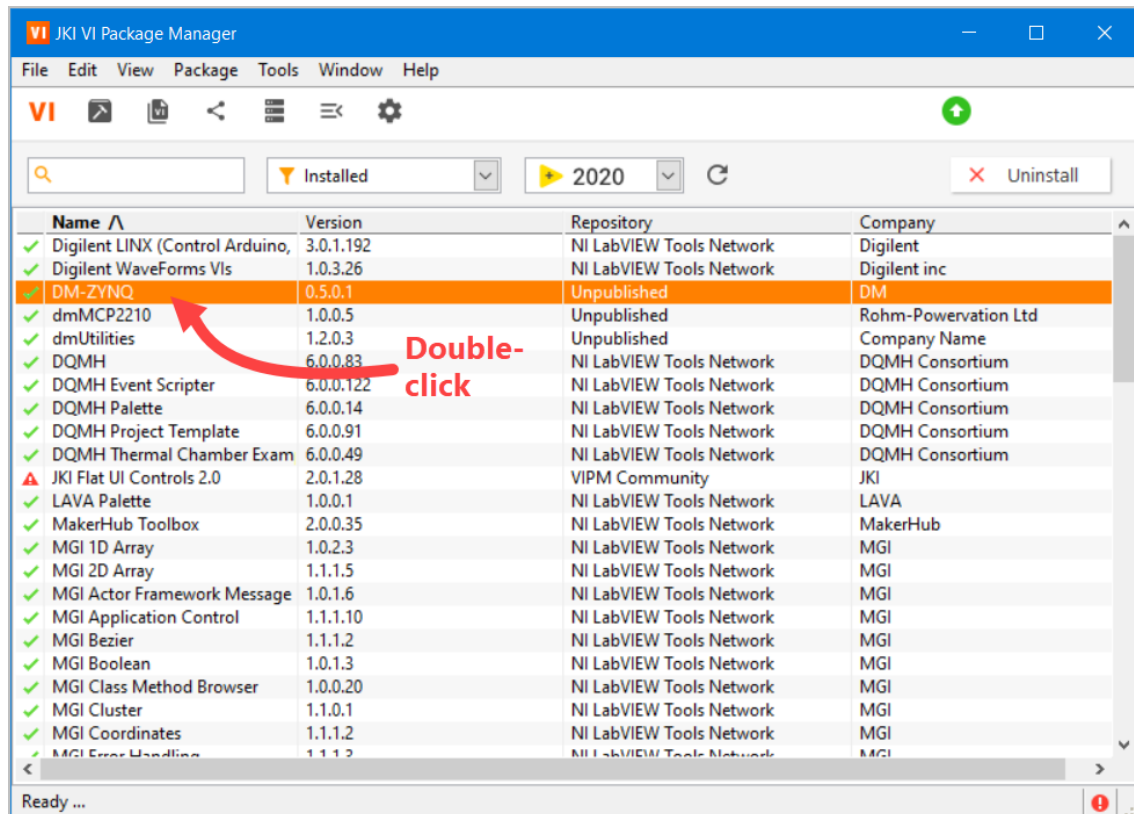 VI JKI VI Package Manager
File Edit View Package Tools Window Help
VI
Installed 2020 Uninstall
Name Version Repository Company
Digilent LINX (Control Arduino, 3.0.1.192 NI LabVIEW Tools Network Digilent
Digilent WaveForms VIs 1.0.3.26 NI LabVIEW Tools Network Digilent inc
DM-ZYNQ 0.5.0.1 Unpublished DM
dmMCP2210 1.0.0.5 Unpublished Rohm-Powervation Ltd
dmUtilities 1.2.0.3 Unpublished Company Name
Double-
click
DQMH 6.0.0.83 NI LabVIEW Tools Network DQMH Consortium
DQMH Event Scripter 6.0.0.122 NI LabVIEW Tools Network DQMH Consortium
DQMH Palette 6.0.0.14 NI LabVIEW Tools Network DQMH Consortium
DQMH Project Template 6.0.0.91 NI LabVIEW Tools Network DQMH Consortium
DQMH Thermal Chamber Exam 6.0.0.49 NI LabVIEW Tools Network DQMH Consortium
JKI Flat UI Controls 2.0 2.0.1.28 VIPM Community JKI
LAVA Palette 1.0.0.1 NI LabVIEW Tools Network LAVA
MakerHub Toolbox 2.0.0.35 NI LabVIEW Tools Network MakerHub
MGI 1D Array 1.0.2.3 NI LabVIEW Tools Network MGI
MGI 2D Array 1.1.1.5 NI LabVIEW Tools Network MGI
MGI Actor Framework Message 1.0.1.6 NI LabVIEW Tools Network MGI
MGI Application Control 1.1.1.10 NI LabVIEW Tools Network MGI
MGI Bezier 1.1.1.2 NI LabVIEW Tools Network MGI
MGI Boolean 1.0.1.3 NI LabVIEW Tools Network MGI
MGI Class Method Browser 1.0.0.20 NI LabVIEW Tools Network MGI
MGI Cluster 1.1.0.1 NI LabVIEW Tools Network MGI
MGI Coordinates 1.1.1.2 NI LabVIEW Tools Network MGI
MGI Error Handling 1.1.1.3 NI LabVIEW Tools Network MGI
Ready ...